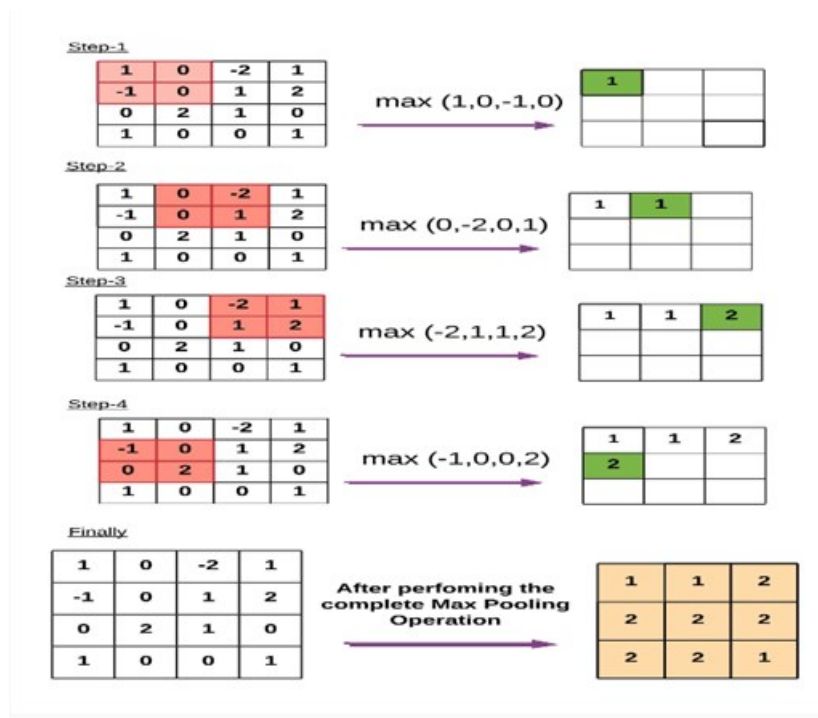 Step-1
1 0 -2 1
-1 0 1 2
0 2 1 0
1 0 0 1
max (1,0,-1,0)
1
Step-2
1 0 -2 1
-1 0 1 2
0 2 1 0
1 0 0 1
max (0,-2,0,1)
1 1
Step-3
1 0 -2 1
-1 0 1 2
0 2 1 0
1 0 0 1
max (-2,1,1,2)
1 1 2
Step-4
1 0 -2 1
-1 0 1 2
0 2 1 0
1 0 0 1
max (-1,0,0,2)
1 1 2
2
Finally
1 0 -2 1
-1 0 1 2
0 2 1 0
1 0 0 1
After perfoming the
complete Max Pooling
Operation
1 1 2
2 2 2
2 2 1